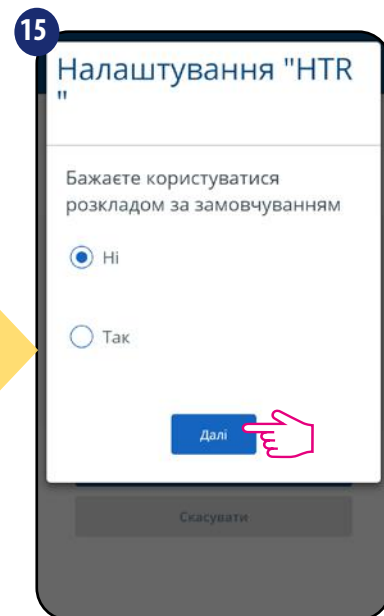 15
Налаштування "HTR
"
Бажаєте користуватися
розкладом за замовчуванням
Ні
Так
Далі
Скасувати